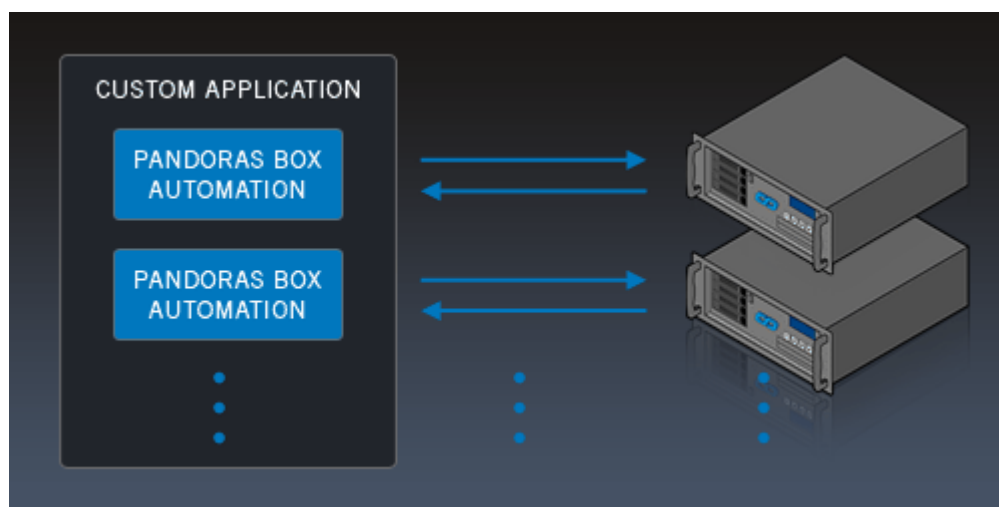 CUSTOM APPLICATION
PANDORAS BOX
AUTOMATION
PANDORAS BOX
AUTOMATION